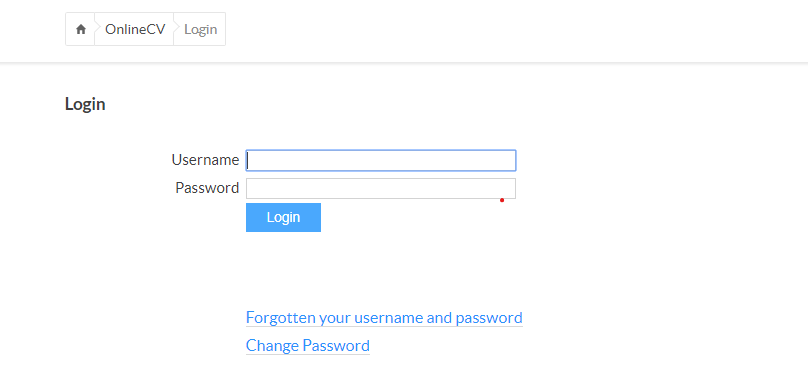 OnlineCV Login
Login
Username
Password
Login
Forgotten your username and password
Change Password